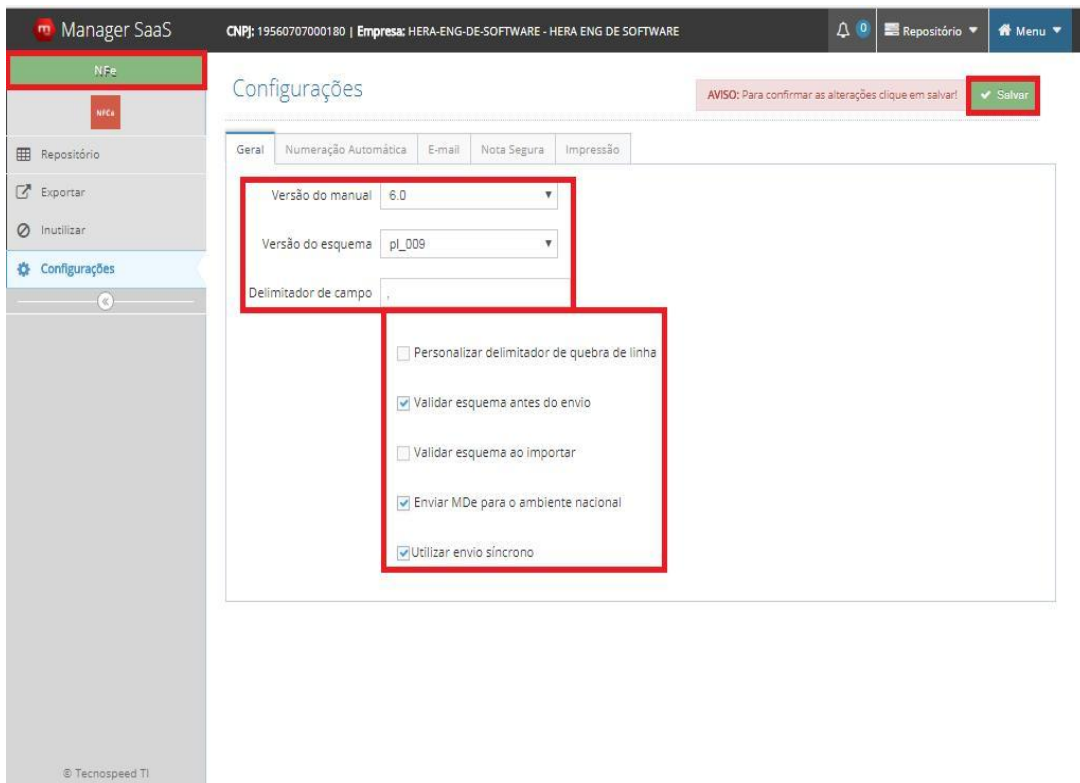 Manager SaaS
CNPJ: 19560707000180 | Empresa: HERA-ENG-DE-SOFTWARE - HERA ENG DE SOFTWARE
0
Repositório
Menu
NFe
NFCe
Configurações
AVISO: Para confirmar as alterações clique em salvar!
Salvar
Repositório
Exportar
Inutilizar
Configurações
Geral
Numeração Automática
E-mail
Nota Segura
Impressão
Versão do manual 6.0
Versão do esquema pl_009
Delimitador de campo ,
Personalizar delimitador de quebra de linha
Validar esquema antes do envio
Validar esquema ao importar
Enviar MDe para o ambiente nacional
Utilizar envio síncrono
© Tecnospeed TI